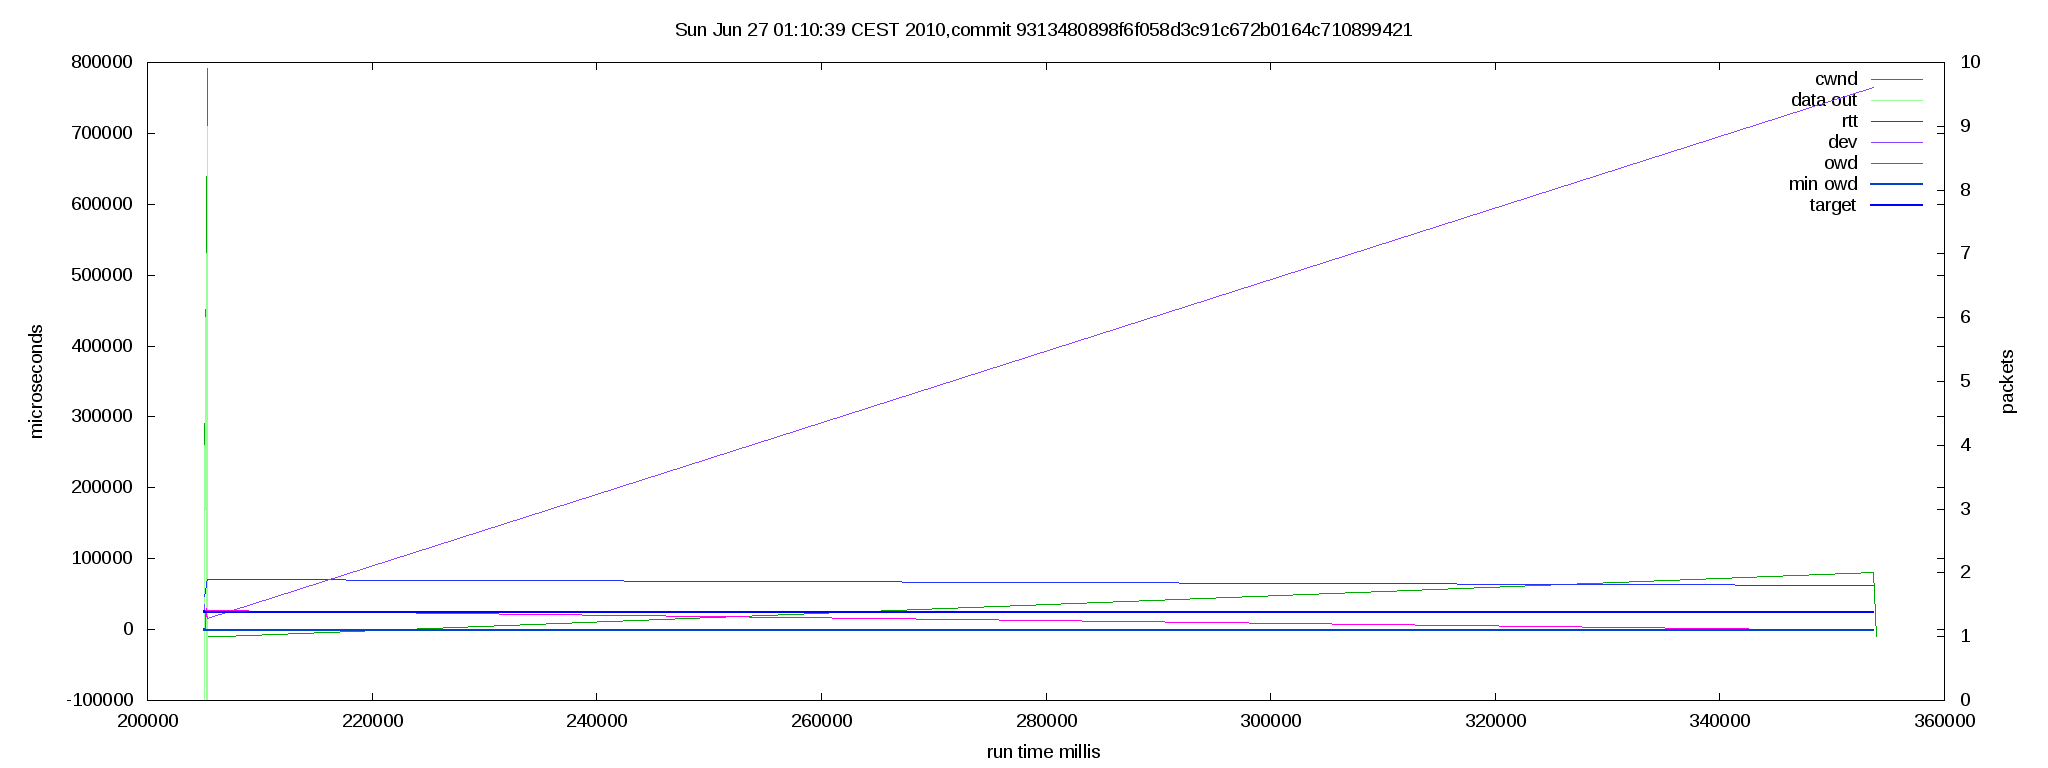 Sun Jun 27 01:10:39 CEST 2010,commit 9313480898f6f058d3c91c672b0164c710899421
800000
700000
600000
500000
400000
300000
200000
100000
0
-100000
microseconds
cwnd
data out
rtt
dev
owd
min owd
target
10
9
8
7
6
5
4
3
2
1
0
packets
200000 220000 240000 260000 280000 300000 320000 340000 360000
run time millis